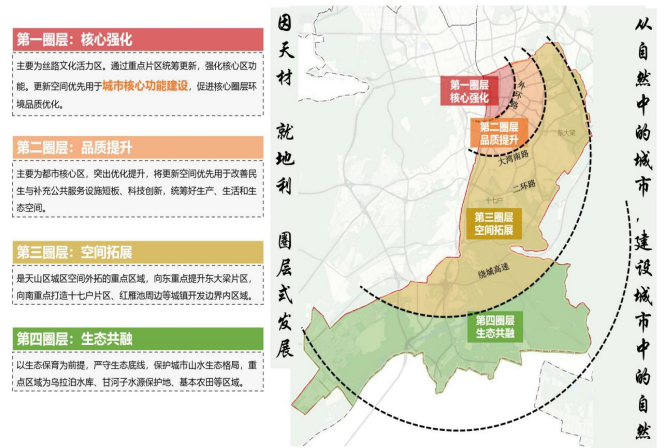 第一圈层：核心强化
主要为丝路文化活力区。通过重点片区统筹更新，强化核心区功
能。更新空间优先用于城市核心功能建设，促进核心圈层环
境品质优化。
第二圈层：品质提升
主要为都市核心区，突出优化提升，将更新空间优先用于改善民
生与补充公共服务设施短板、科技创新，统筹好生产、生活和生
态空间。
第三圈层：空间拓展
是天山区城区空间外拓的重点区域，向东重点提升东大梁片区，
向南重点打造十七户片区、红雁池周边等城镇开发边界内区域。
第四圈层：生态共融
以生态保育为前提，严守生态底线，保护城市山水生态格局，重
点区域为乌拉泊水库、甘河子水源保护地、基本农田等区域。
因天材 就地利 圈层式发展
第一圈层
核心强化
外环路
第二圈层
品质提升
东大梁
大湾南路
二环路
十七户
第三圈层
空间拓展
绕城高速
第四圈层
生态共融
从自然中的城市，建设城市中的自然